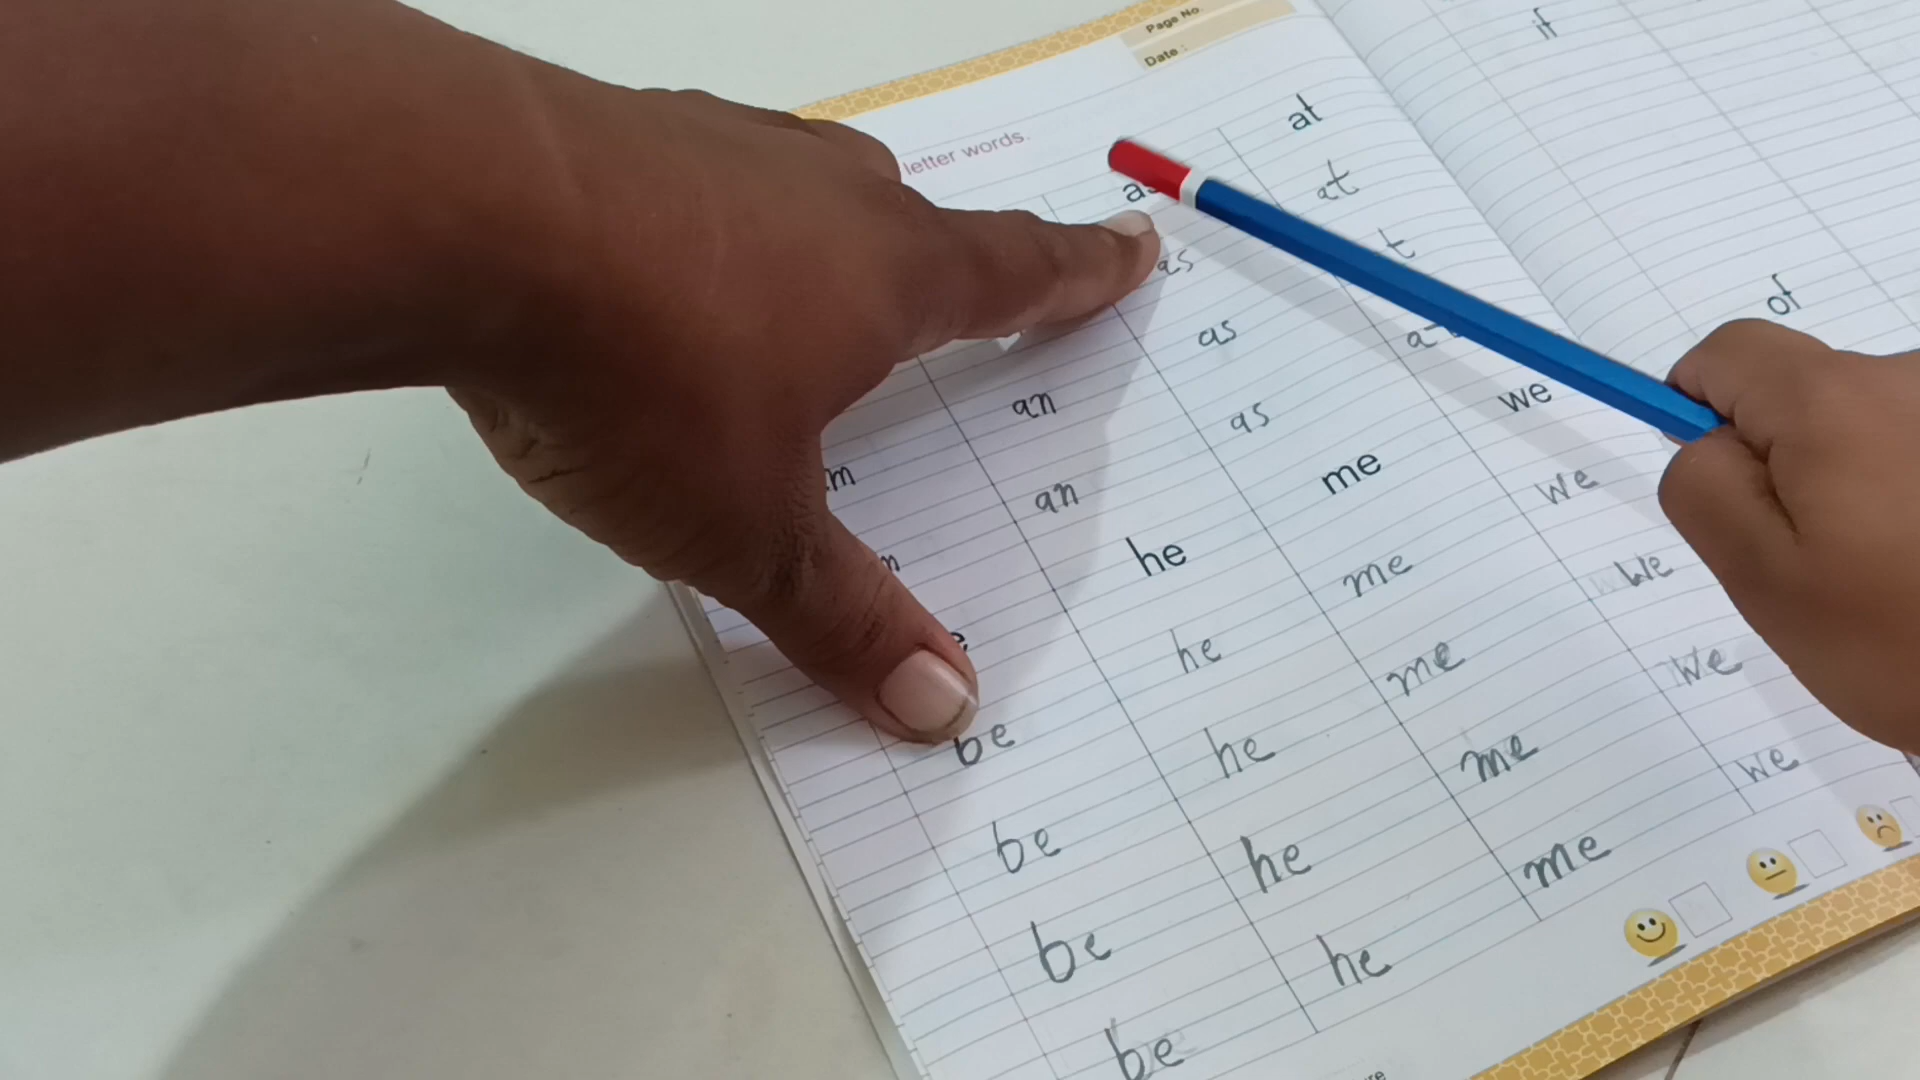 Page No
Date :
letter words.
as at
as at
as t
as
an
an
he me we
he me we
he me we
be he me we
be he me we
be
be
if
of